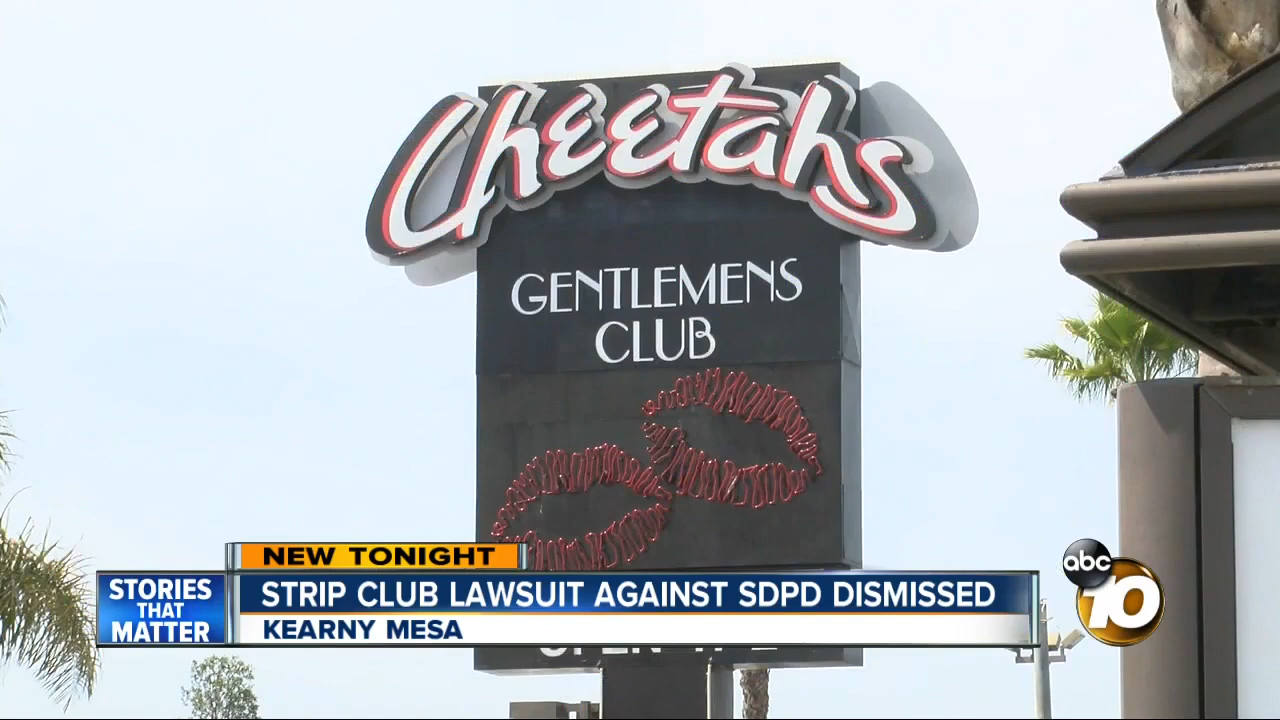 Cheetahs
GENTLEMENS
CLUB
NEW TONIGHT
STORIES
THAT
MATTER
STRIP CLUB LAWSUIT AGAINST SDPD DISMISSED
KEARNY MESA
abc
10